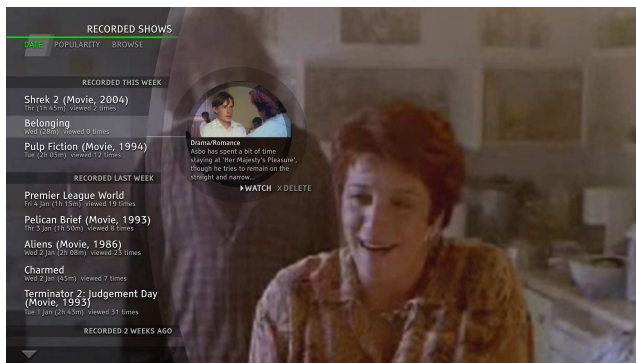 RECORDED SHOWS
DATE POPULARITY BROWSE
RECORDED THIS WEEK
Shrek 2 (Movie, 2004)
Thr (1h 45m) viewed 2 times
Belonging
Wed (28m) viewed 0 times
Pulp Fiction (Movie, 1994)
Tue (2h 05m) viewed 12 times
Drama/Romance
Asbo has spent a bit of time
staying at 'Her Majesty's Pleasure',
though he tries to remain on the
straight and narrow...
WATCH X DELETE
RECORDED LAST WEEK
Premier League World
Fri 4 Jan (1h 15m) viewed 19 times
Pelican Brief (Movie, 1993)
Thr 3 Jan (1h 50m) viewed 8 times
Aliens (Movie, 1986)
Wed 2 Jan (2h 08m) viewed 23 times
Charmed
Wed 2 Jan (45m) viewed 7 times
Terminator 2: Judgement Day
(Movie, 1993)
Tue 1 Jan (2h 43m) viewed 31 times
RECORDED 2 WEEKS AGO